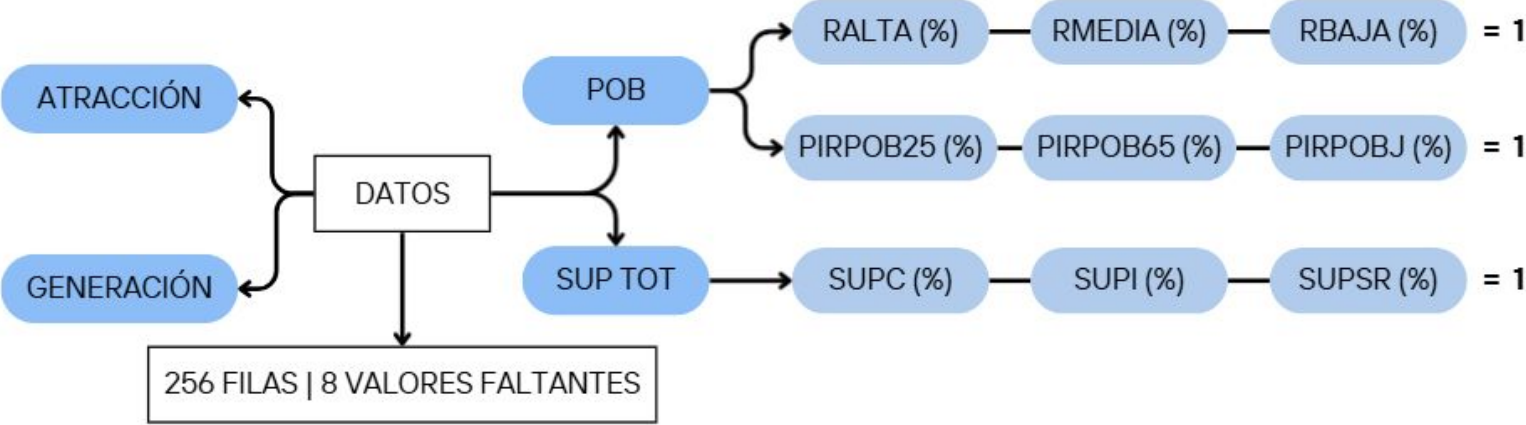 RALTA (%) RMEDIA (%) RBAJA (%) = 1
ATRACCIÓN
POB
PIRPOB25 (%) PIRPOB65 (%) PIRPOBJ (%) = 1
DATOS
GENERACIÓN
SUP TOT
SUPC (%) SUPI (%) SUPSR (%) = 1
256 FILAS | 8 VALORES FALTANTES